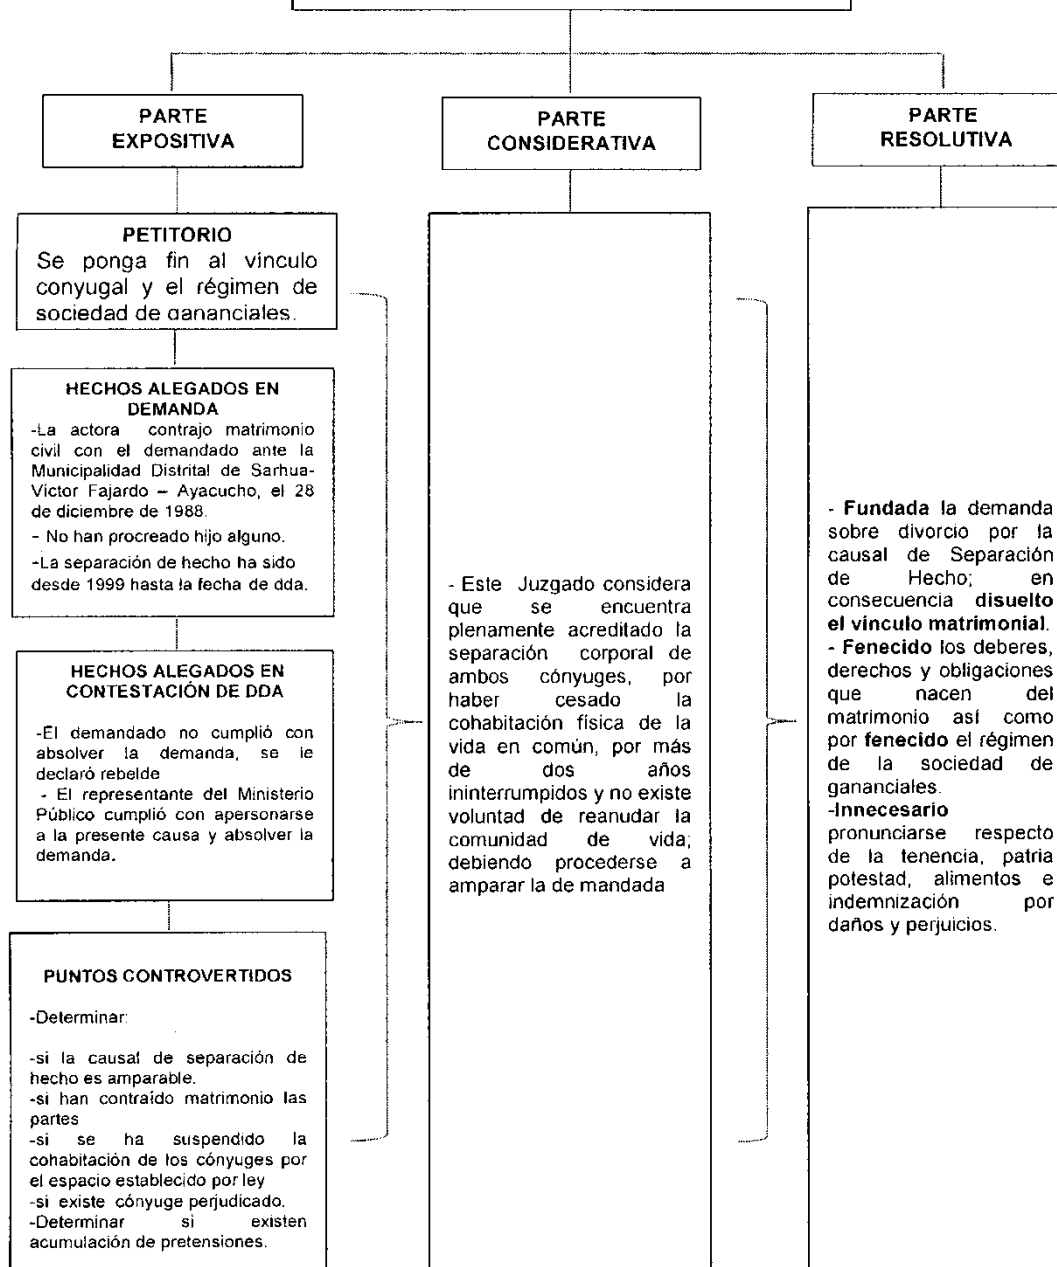 PARTE
EXPOSITIVA
PETITORIO
Se ponga fin al vínculo
conyugal y el régimen de
sociedad de gananciales.
HECHOS ALEGADOS EN
DEMANDA
-La actora contrajo matrimonio
civil con el demandado ante la
Municipalidad Distrital de Sarhua-
Víctor Fajardo – Ayacucho, el 28
de diciembre de 1988.
- No han procreado hijo alguno.
-La separación de hecho ha sido
desde 1999 hasta la fecha de dda.
HECHOS ALEGADOS EN
CONTESTACIÓN DE DDA
-El demandado no cumplió con
absolver la demanda, se le
declaró rebelde
- El representante del Ministerio
Público cumplió con apersonarse
a la presente causa y absolver la
demanda.
PUNTOS CONTROVERTIDOS
-Determinar:
-si la causal de separación de
hecho es amparable.
-si han contraído matrimonio las
partes
-si se ha suspendido la
cohabitación de los cónyuges por
el espacio establecido por ley
-si existe cónyuge perjudicado.
-Determinar si existen
acumulación de pretensiones.
PARTE
CONSIDERATIVA
- Este Juzgado considera
que se encuentra
plenamente acreditado la
separación corporal de
ambos cónyuges, por
haber cesado la
cohabitación física de la
vida en común, por más
de dos años
ininterrumpidos y no existe
voluntad de reanudar la
comunidad de vida;
debiendo procederse a
amparar la de mandada
PARTE
RESOLUTIVA
- Fundada la demanda
sobre divorcio por la
causal de Separación
de Hecho; en
consecuencia disuelto
el vínculo matrimonial.
- Fenecido los deberes,
derechos y obligaciones
que nacen del
matrimonio así como
por fenecido el régimen
de la sociedad de
gananciales.
-Innecesario
pronunciarse respecto
de la tenencia, patria
potestad, alimentos e
indemnización por
daños y perjuicios.